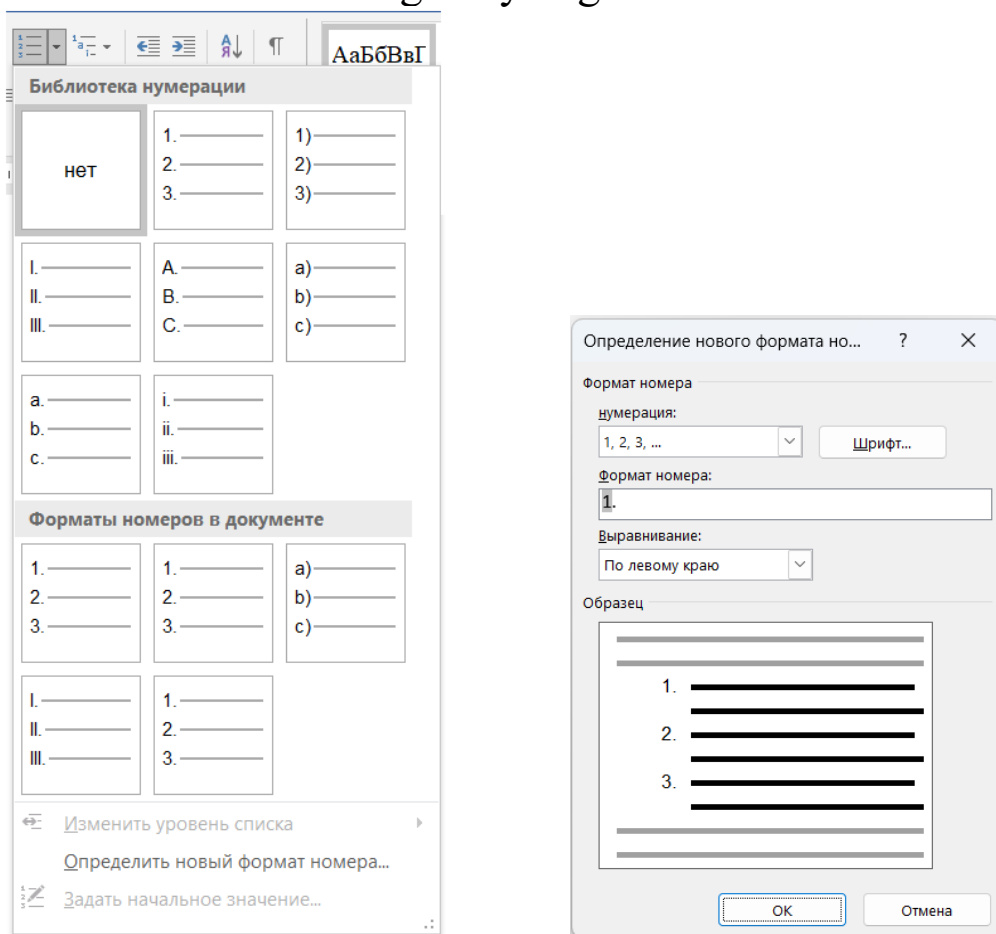 АаБбВвГ
Библиотека нумерации
нет
1.
2.
3.
1)
2)
3)
I.
II.
III.
A.
B.
C.
a)
b)
c)
a.
b.
c.
i.
ii.
iii.
Форматы номеров в документе
1.
2.
3.
1.
2.
3.
a)
b)
c)
I.
II.
III.
1.
2.
3.
Изменить уровень списка
Определить новый формат номера...
Задать начальное значение...
Определение нового формата но... ?
Формат номера
нумерация:
1, 2, 3, ...
Шрифт...
Формат номера:
1.
Выравнивание:
По левому краю
Образец
1.
2.
3.
ОК Отмена